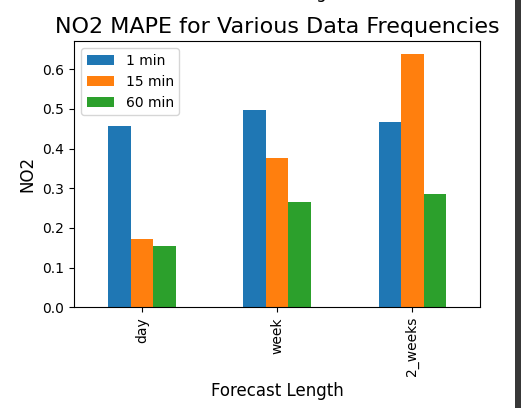 NO2 MAPE for Various Data Frequencies
1 min
15 min
60 min
0.6
0.5
0.4
0.3
0.2
0.1
0.0
NO2
day
week
2_weeks
Forecast Length